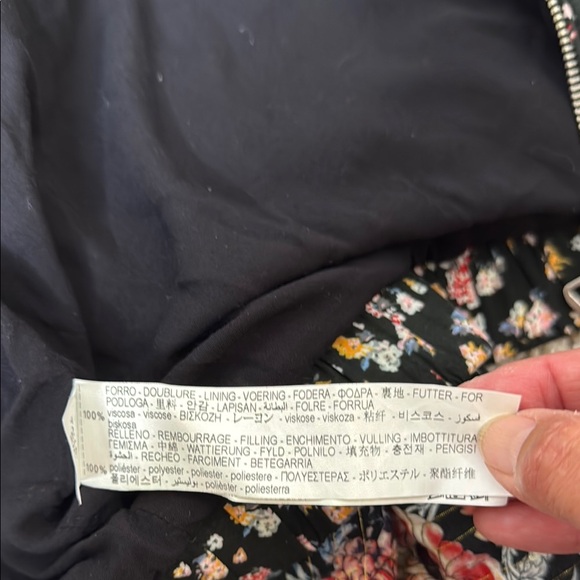 FORRO - DOUBLURE - LINING - VOERING - FODERA - ΦΟΔΡΑ - 裏地 - FUTTER - FOR
PODLOGA - 里料 - 안감 - LAPISAN - البطانة - FOLRE - FORRUA
100% viscosa - viscose - ΒΙΣΚΟΖΗ - レーヨン - viskose - viskoza - 粘纤 - 비스코스 - فسكوز -
biskosa
RELLENO - REMBOURRAGE - FILLING - ENCHIMENTO - VULLING - IMBOTTITURA
ΓΕΜΙΣΜΑ - 中綿 - WATTIERUNG - FYLD - POLNILO - 填充物 - 충전재 - PENGISI
الحشوة - RECHEO - FARCIMENT - BETEGARRIA
100% poliéster - polyester - poliester - poliestere - ΠΟΛΥΕΣΤΕΡΑΣ - ポリエステル - 聚酯纤维
폴리에스터 - بوليستير - polièster - poliesterra